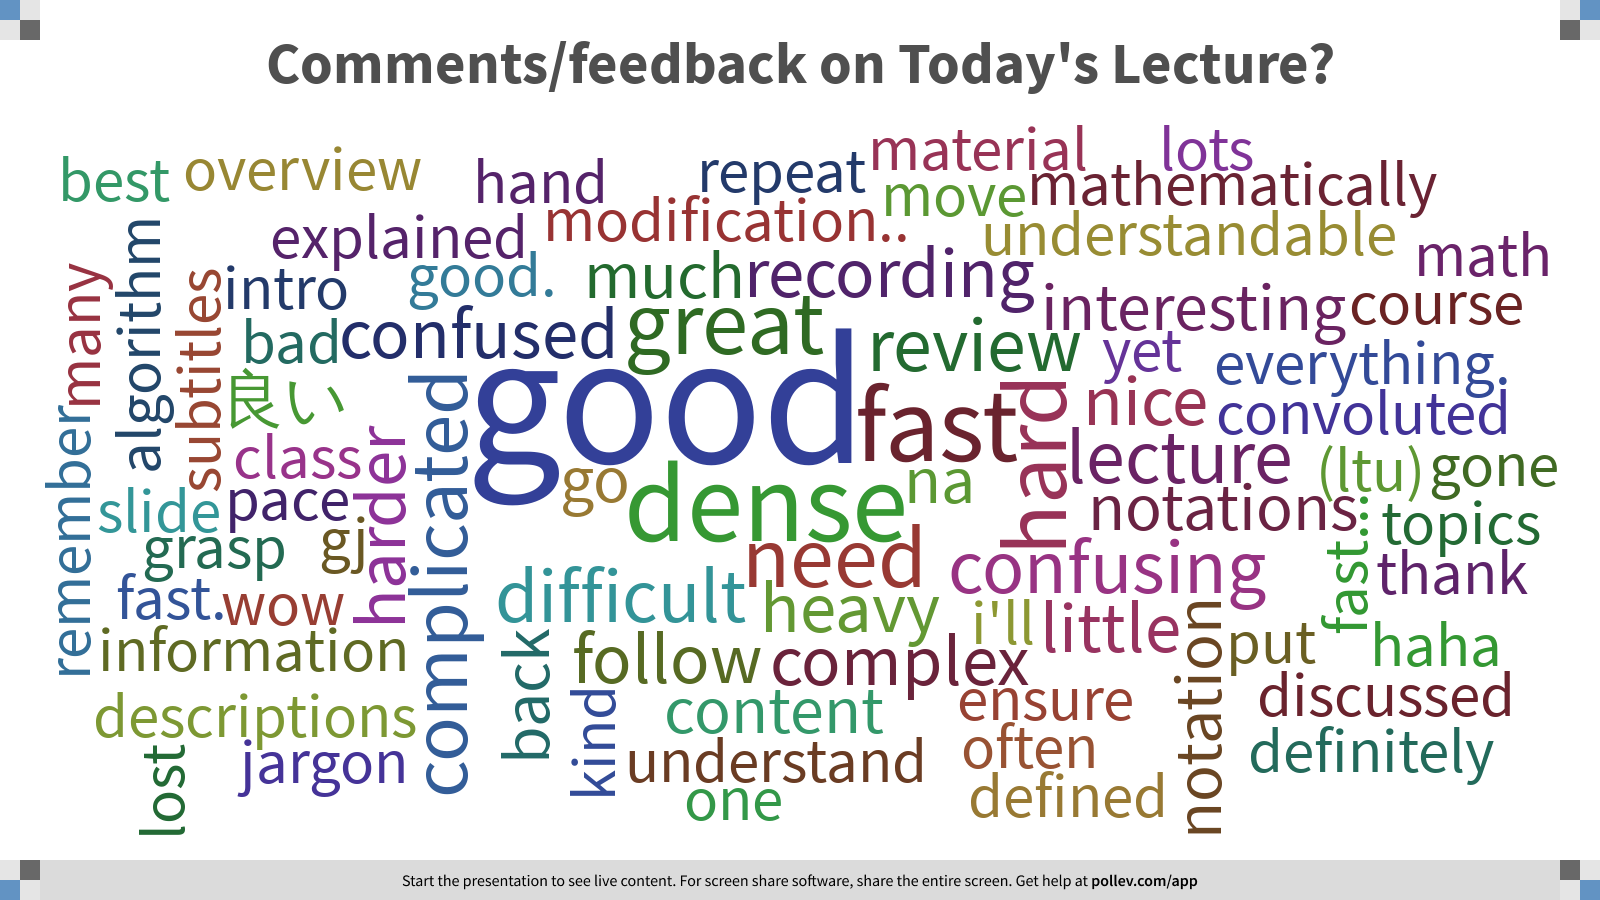 Comments/feedback on Today's Lecture?
best
overview
hand
repeat
material
lots
move
mathematically
explained
modification..
understandable
math
many
algorithm
subtitles
intro
good.
much
recording
interesting
course
bad
confused
great
review
yet
everything.
良い
good
fast
hard
nice
convoluted
remember
class
harder
complicated
go
dense
na
lecture
(ltu)
gone
slide
pace
notations
topics
grasp
gj
need
confusing
fast...
thank
fast.
wow
difficult
heavy
i'll
little
notation
put
haha
information
back
follow
complex
descriptions
kind
content
ensure
discussed
lost
jargon
understand
often
definitely
one
defined
Start the presentation to see live content. For screen share software, share the entire screen. Get help at pollev.com/app